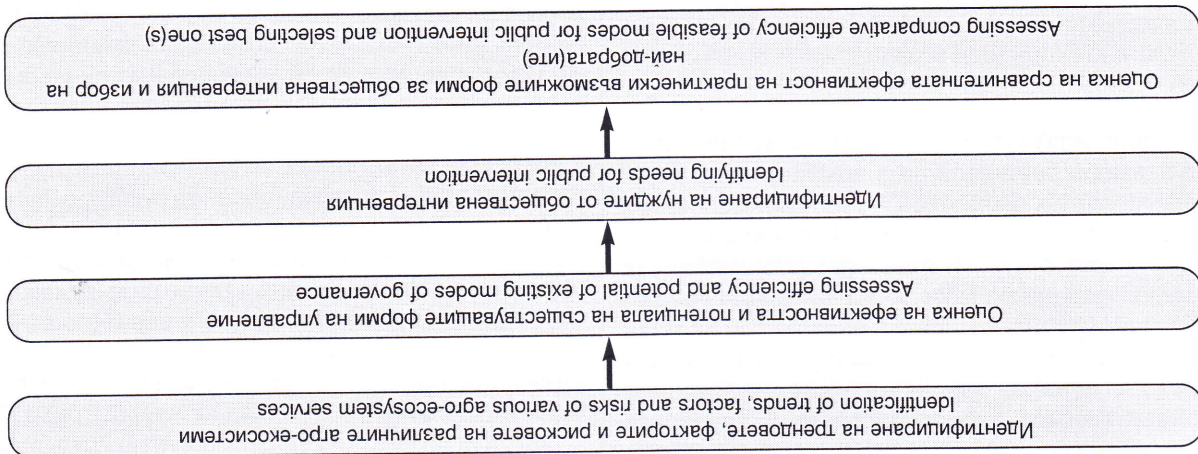 Идентифициране на трендовете, факторите и рисковете на различните агро-екосистеми
Identification of trends, factors and risks of various agro-ecosystem services
Оценка на ефективността и потенциала на съществуващите форми на управление
Assessing efficiency and potential of existing modes of governance
Идентифициране на нуждите от обществена интервенция
Identifying needs for public intervention
Оценка на сравнителната ефективност на практически възможните форми за обществена интервенция и избор на
най-добрата(ите)
Assessing comparative efficiency of feasible modes for public intervention and selecting best one(s)